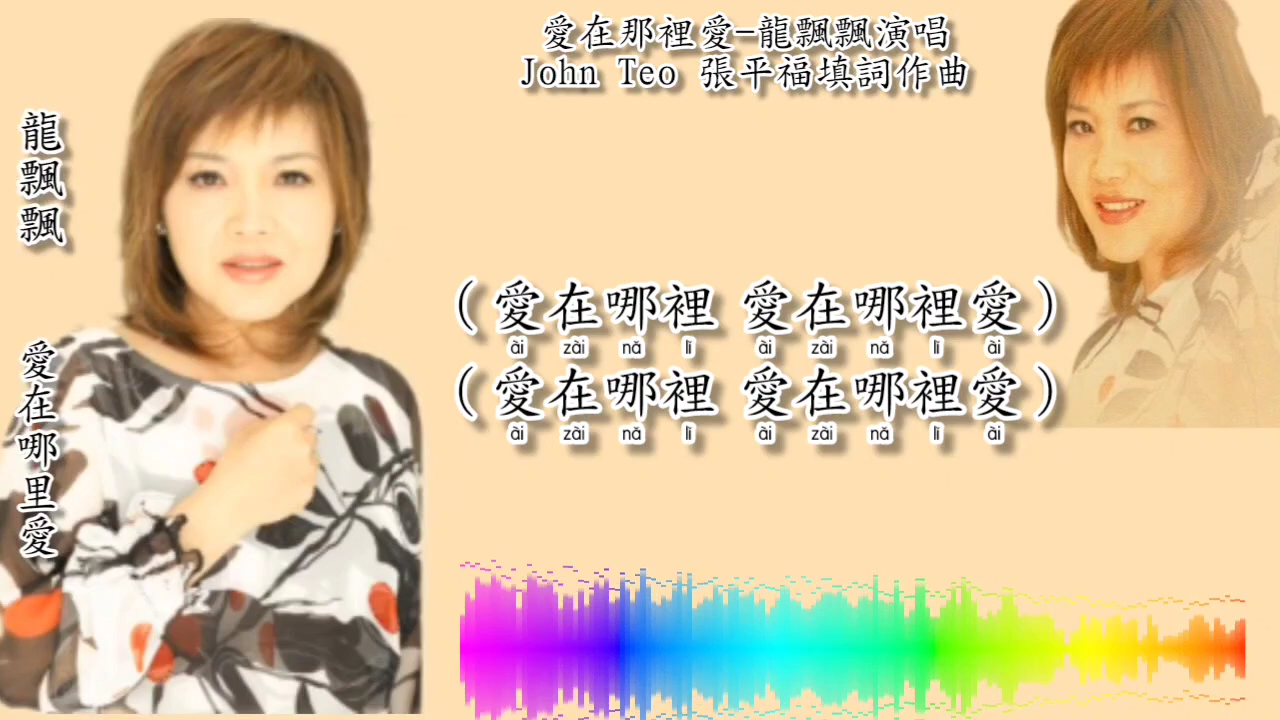 愛在那裡愛-龍飄飄演唱
John Teo 張平福填詞作曲
龍飄飄
愛在哪里愛
（愛在哪裡 愛在哪裡愛）
ài zài nǎ lǐ ài zài nǎ lǐ ài
（愛在哪裡 愛在哪裡愛）
ài zài nǎ lǐ ài zài nǎ lǐ ài